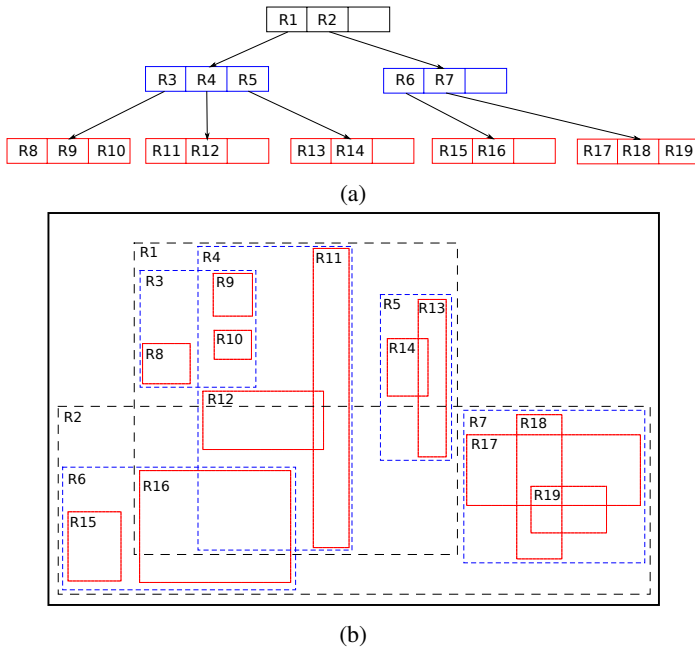 R1 R2
R3 R4 R5
R6 R7
R8 R9 R10
R11 R12
R13 R14
R15 R16
R17 R18 R19
(a)
R1
R4
R11
R3
R9
R5
R13
R10
R8
R14
R12
R2
R7
R18
R17
R6
R16
R19
R15
(b)